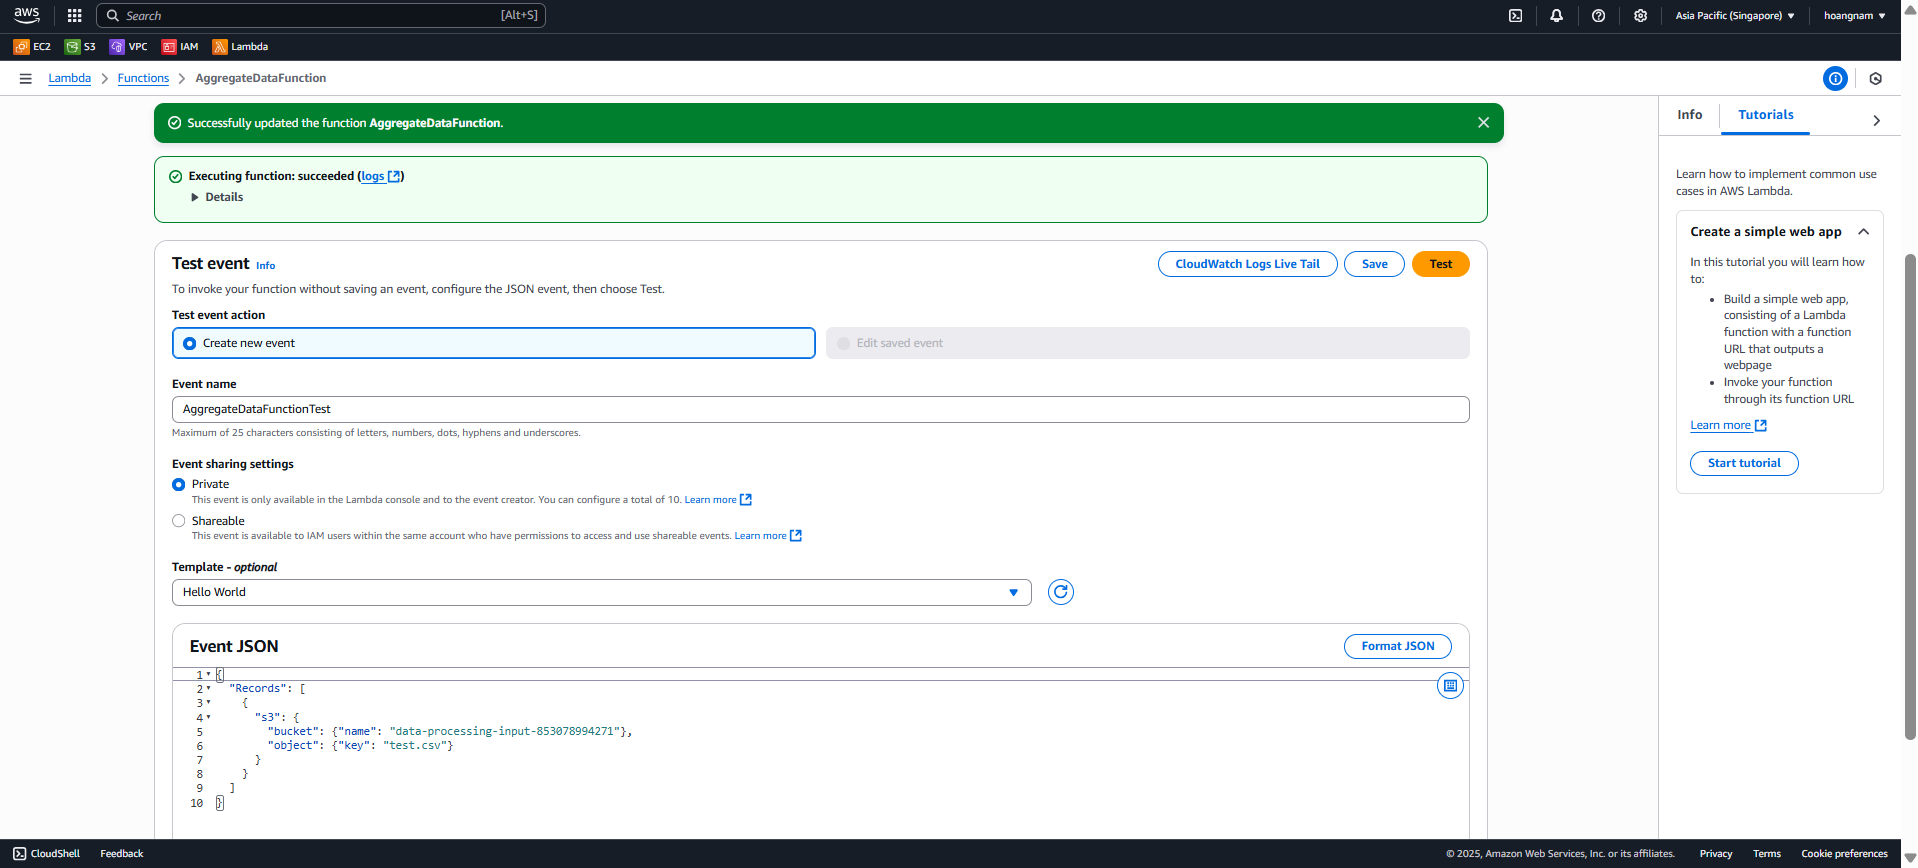 aws
Search [Alt+S]
Asia Pacific (Singapore) hoangnam
EC2 S3 VPC IAM Lambda
Lambda Functions AggregateDataFunction
Successfully updated the function AggregateDataFunction.
Executing function: succeeded (logs)
Details
Test event Info
CloudWatch Logs Live Tail Save Test
To invoke your function without saving an event, configure the JSON event, then choose Test.
Test event action
Create new event Edit saved event
Event name
AggregateDataFunctionTest
Maximum of 25 characters consisting of letters, numbers, dots, hyphens and underscores.
Event sharing settings
Private
This event is only available in the Lambda console and to the event creator. You can configure a total of 10. Learn more
Shareable
This event is available to IAM users within the same account who have permissions to access and use shareable events. Learn more
Template - optional
Hello World
Event JSON Format JSON
1 {
2 "Records": [
3 {
4 "s3": {
5 "bucket": {"name": "data-processing-input-853078994271"},
6 "object": {"key": "test.csv"}
7 }
8 }
9 ]
10 }
Info Tutorials
Learn how to implement common use
cases in AWS Lambda.
Create a simple web app
In this tutorial you will learn how
to:
• Build a simple web app,
consisting of a Lambda
function with a function
URL that outputs a
webpage
• Invoke your function
through its function URL
Learn more
Start tutorial
CloudShell Feedback
© 2025, Amazon Web Services, Inc. or its affiliates. Privacy Terms Cookie preferences